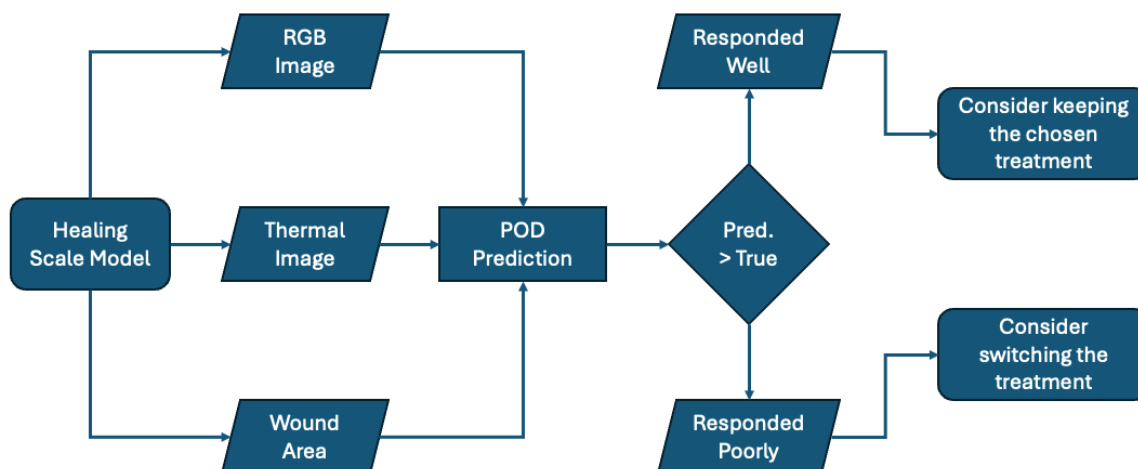 RGB
Image
Responded
Well
Consider keeping
the chosen
treatment
Healing
Scale Model
Thermal
Image
POD
Prediction
Pred.
> True
Consider
switching the
treatment
Wound
Area
Responded
Poorly